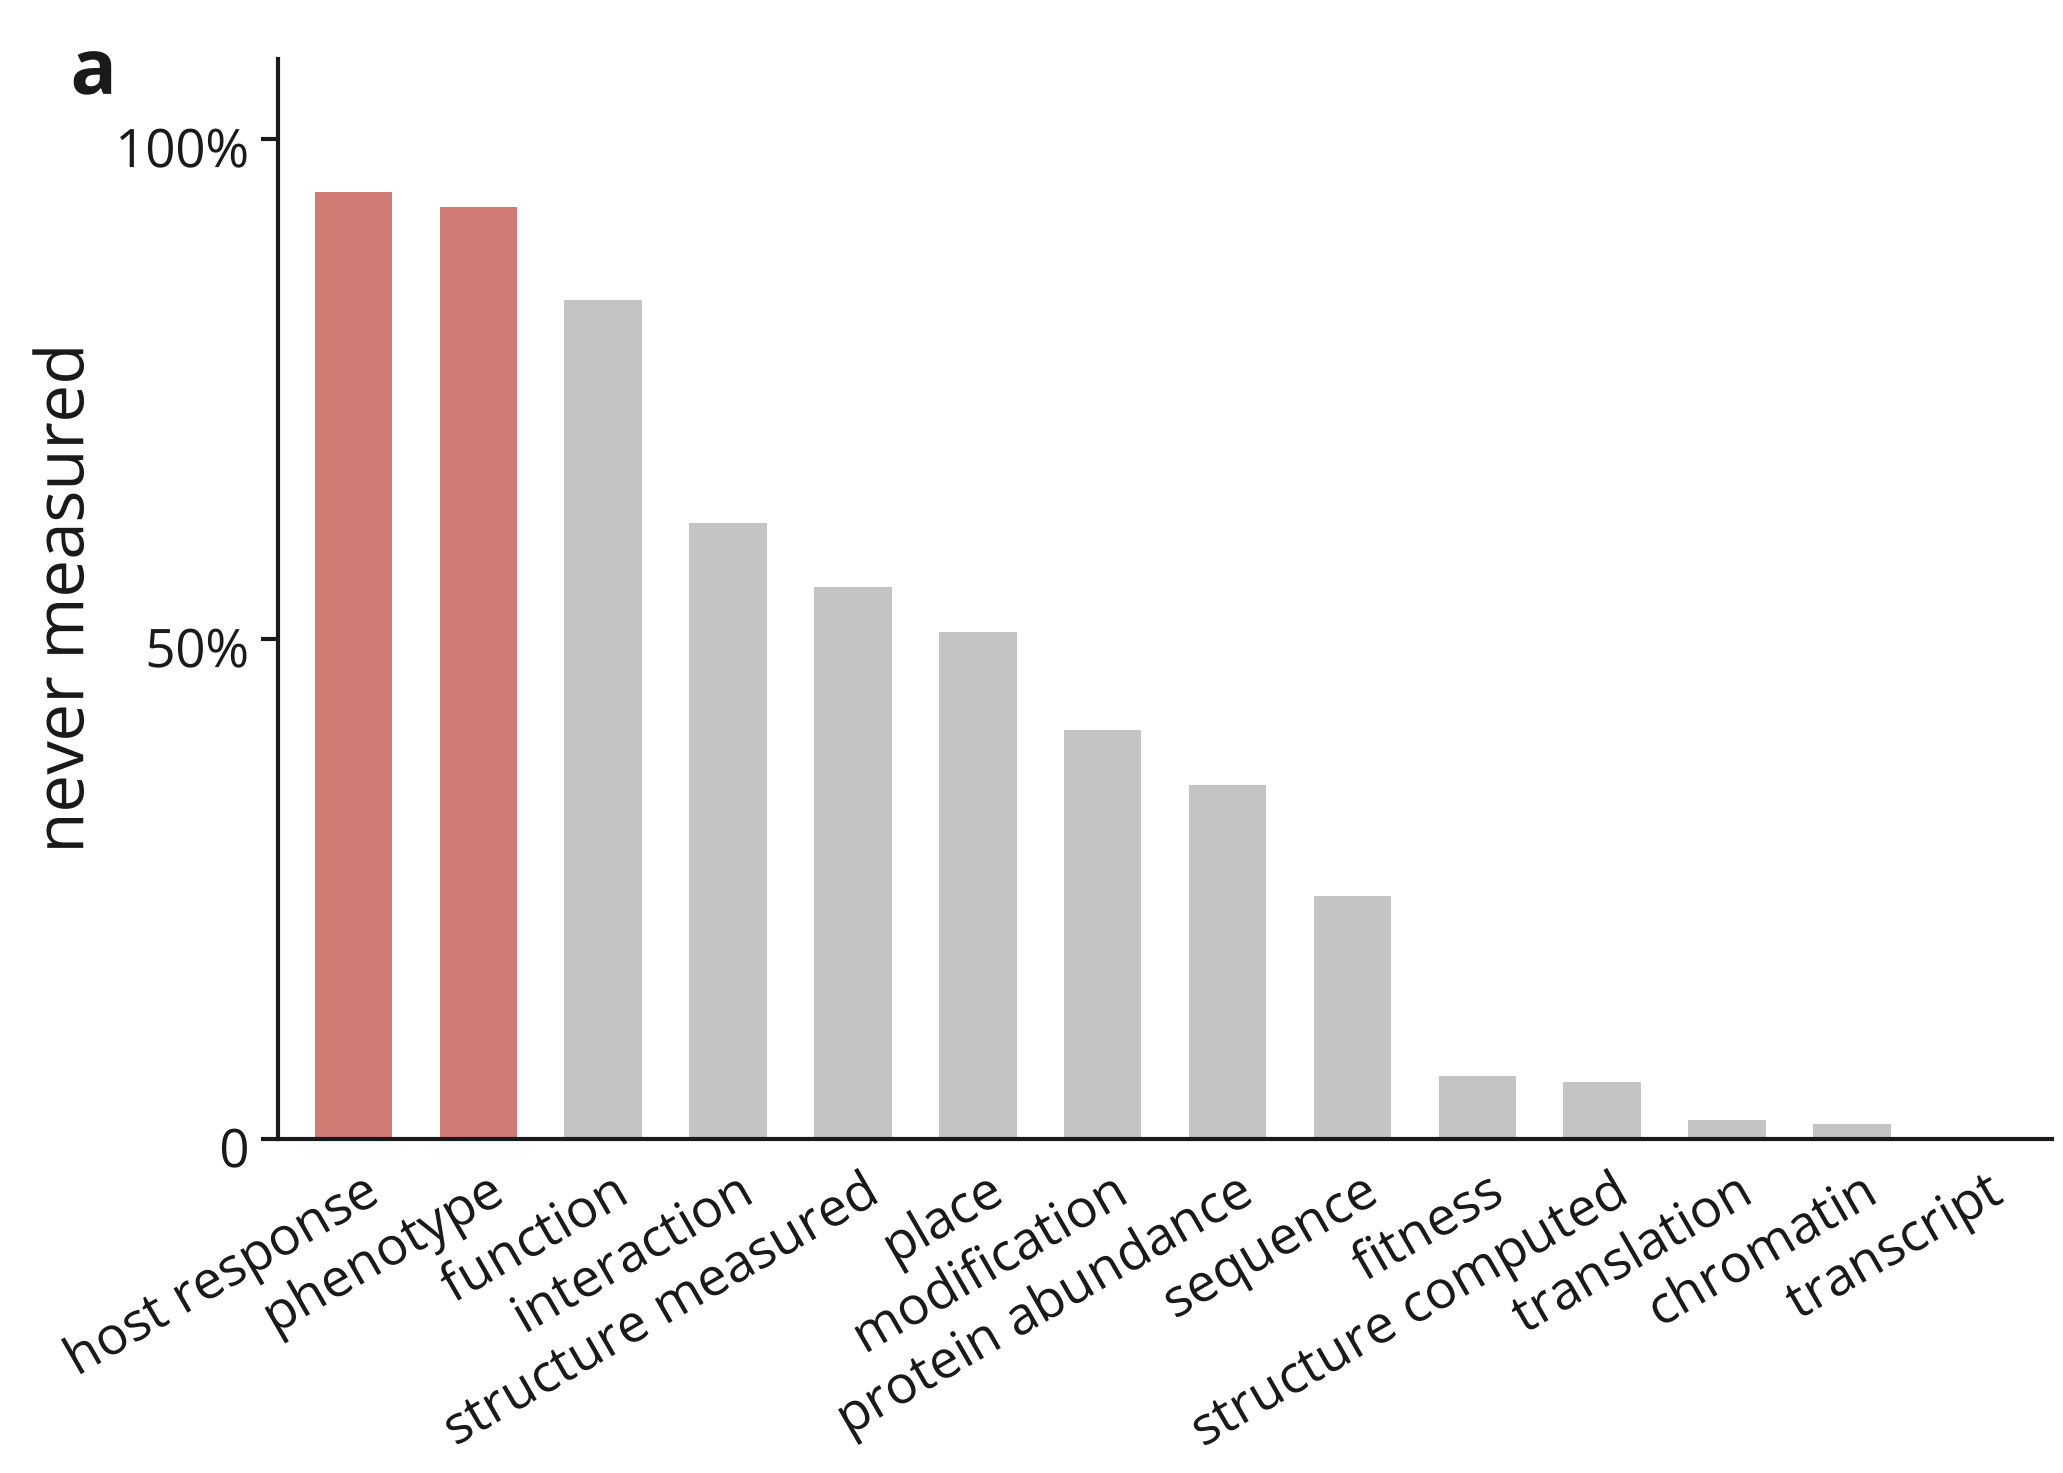 a
never measured
100%
50%
0
host response
phenotype
function
interaction
structure measured
place
modification
protein abundance
sequence
fitness
structure computed
translation
chromatin
transcript